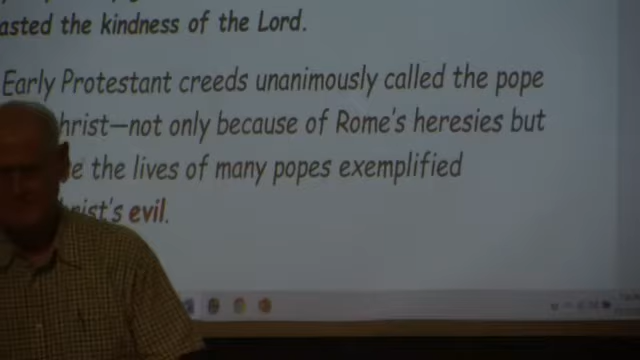 asted the kindness of the Lord.
Early Protestant creeds unanimously called the pope
hrist—not only because of Rome's heresies but
e the lives of many popes exemplified
rist's evil.